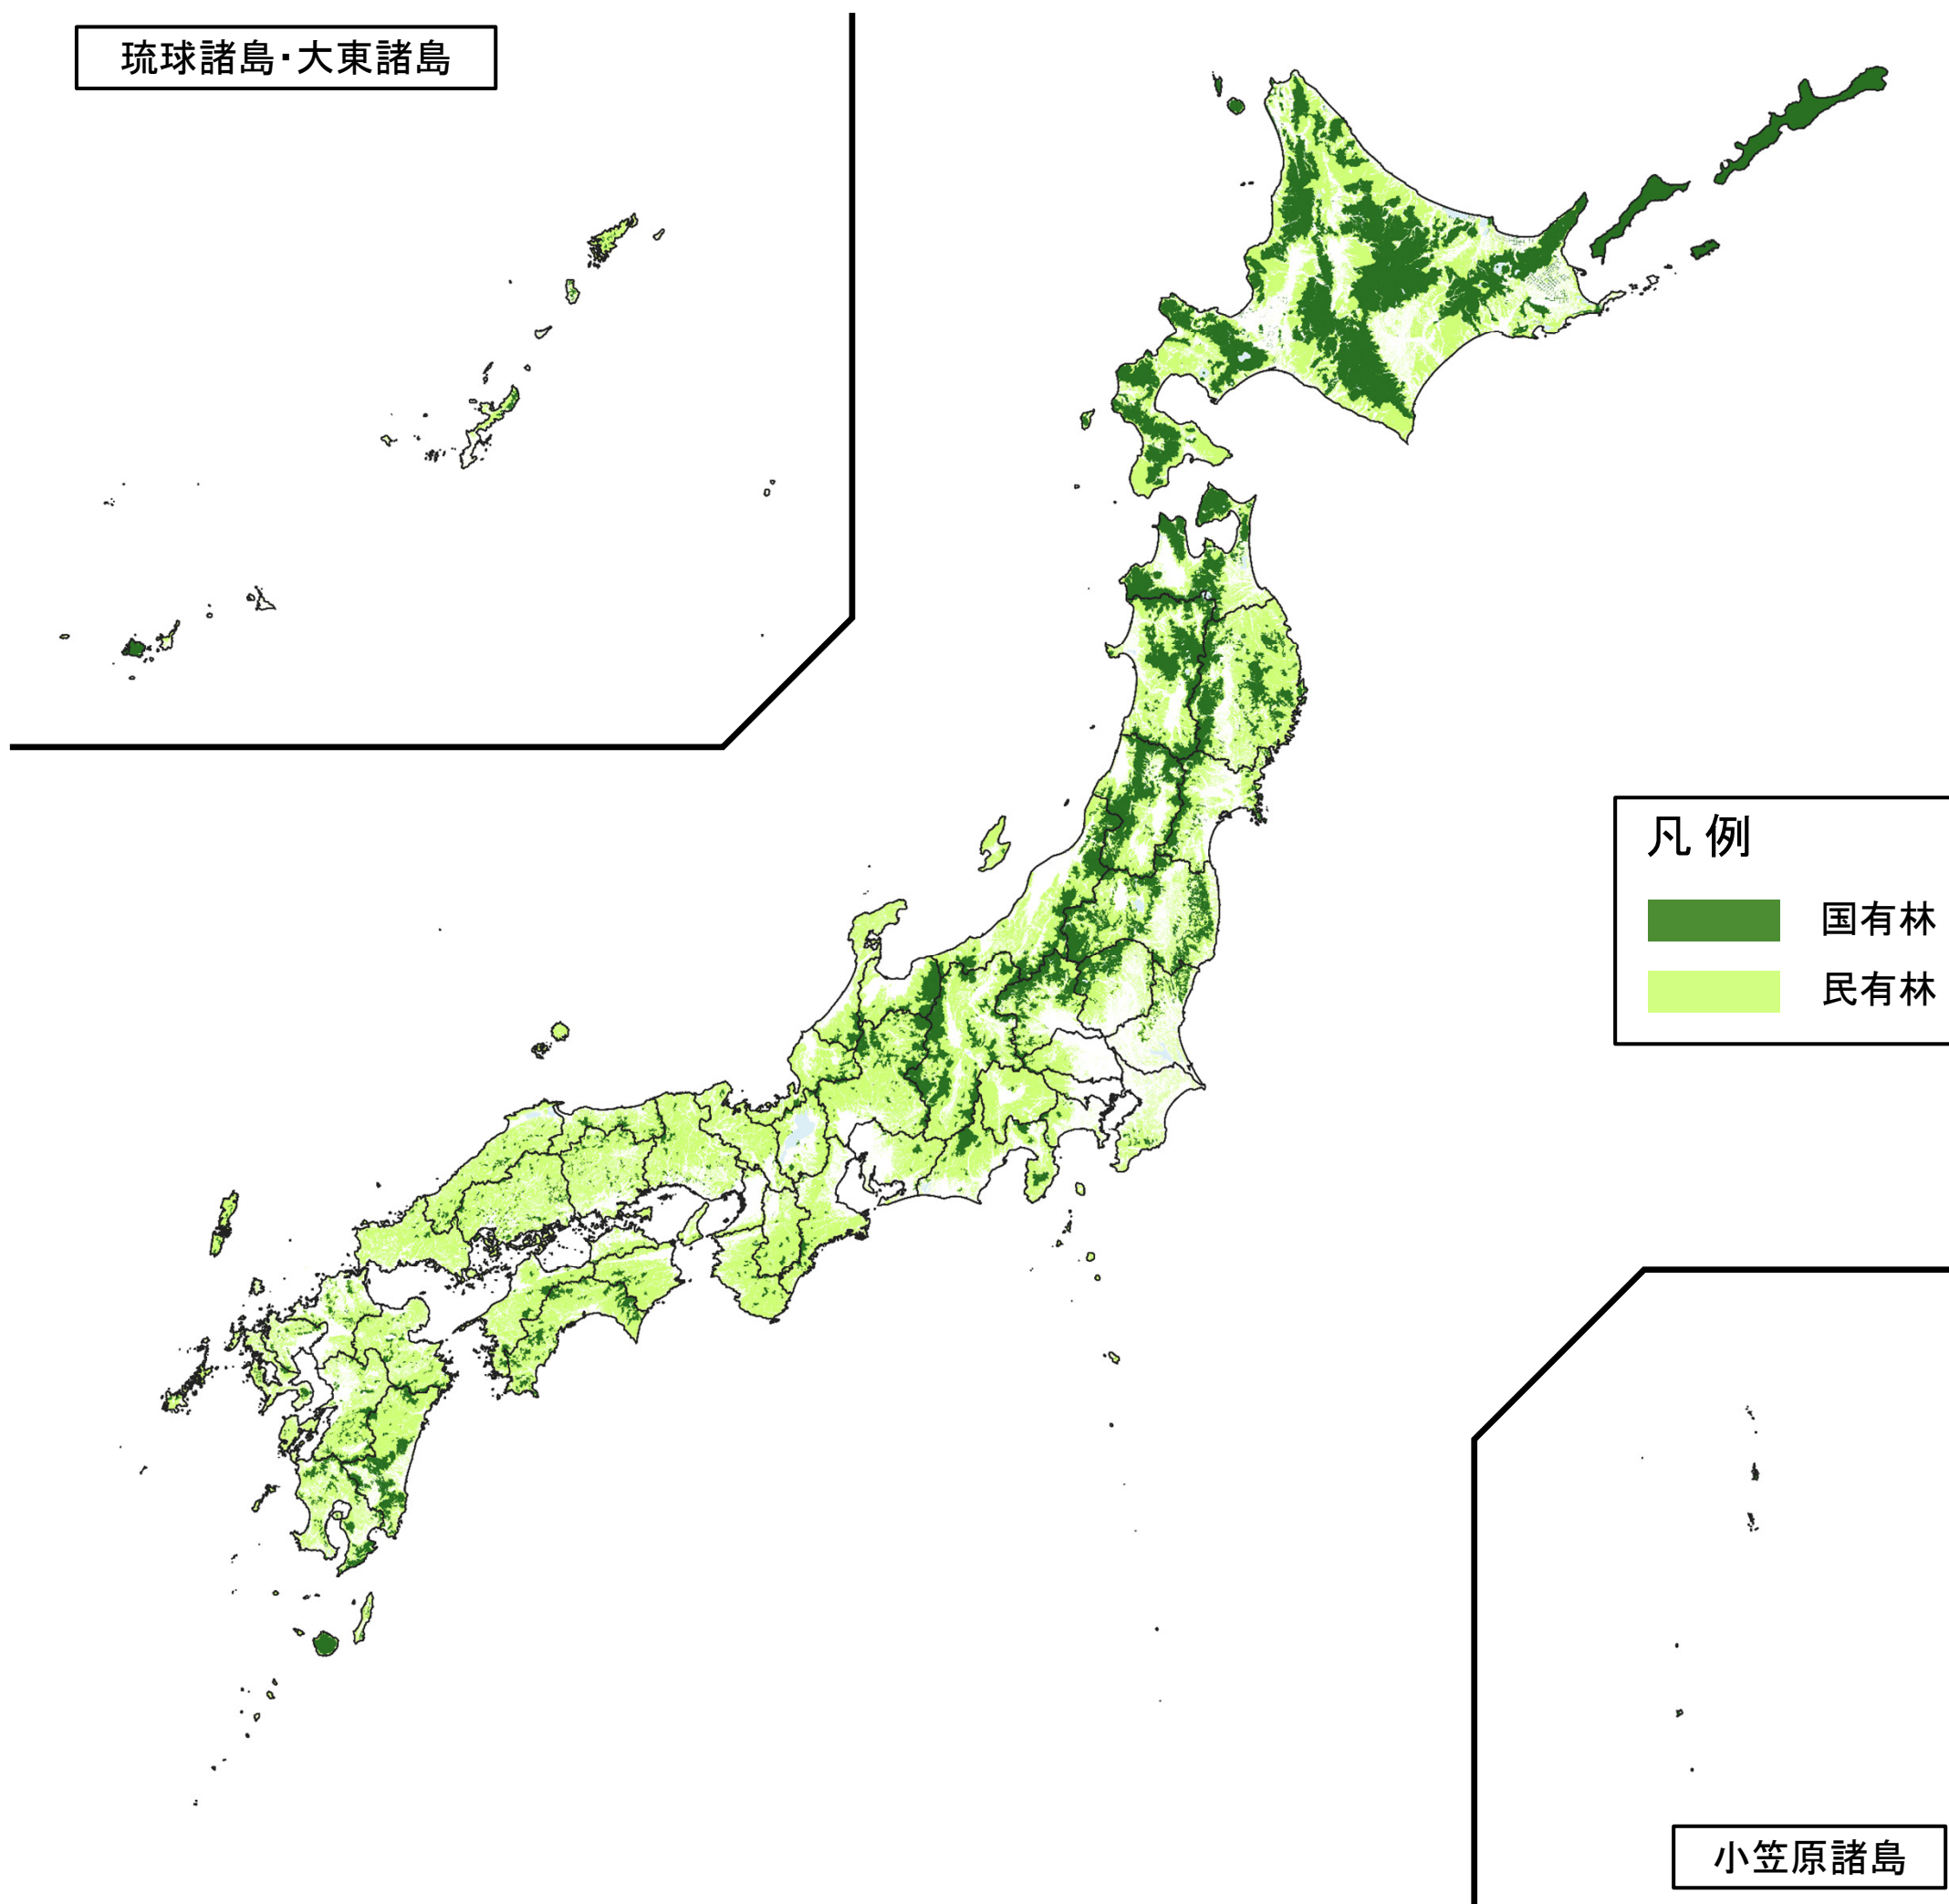 琉球諸島・大東諸島
凡例
国有林
民有林
小笠原諸島